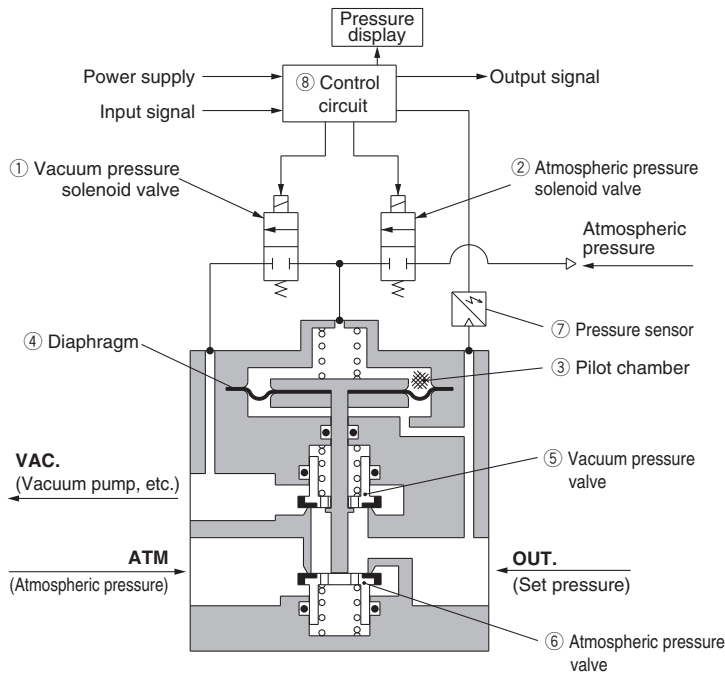 Pressure
display
Power supply
Input signal
⑧ Control
circuit
Output signal
① Vacuum pressure
solenoid valve
② Atmospheric pressure
solenoid valve
Atmospheric
pressure
⑦ Pressure sensor
④ Diaphragm
③ Pilot chamber
VAC.
(Vacuum pump, etc.)
⑤ Vacuum pressure
valve
ATM
(Atmospheric pressure)
OUT.
(Set pressure)
⑥ Atmospheric pressure
valve